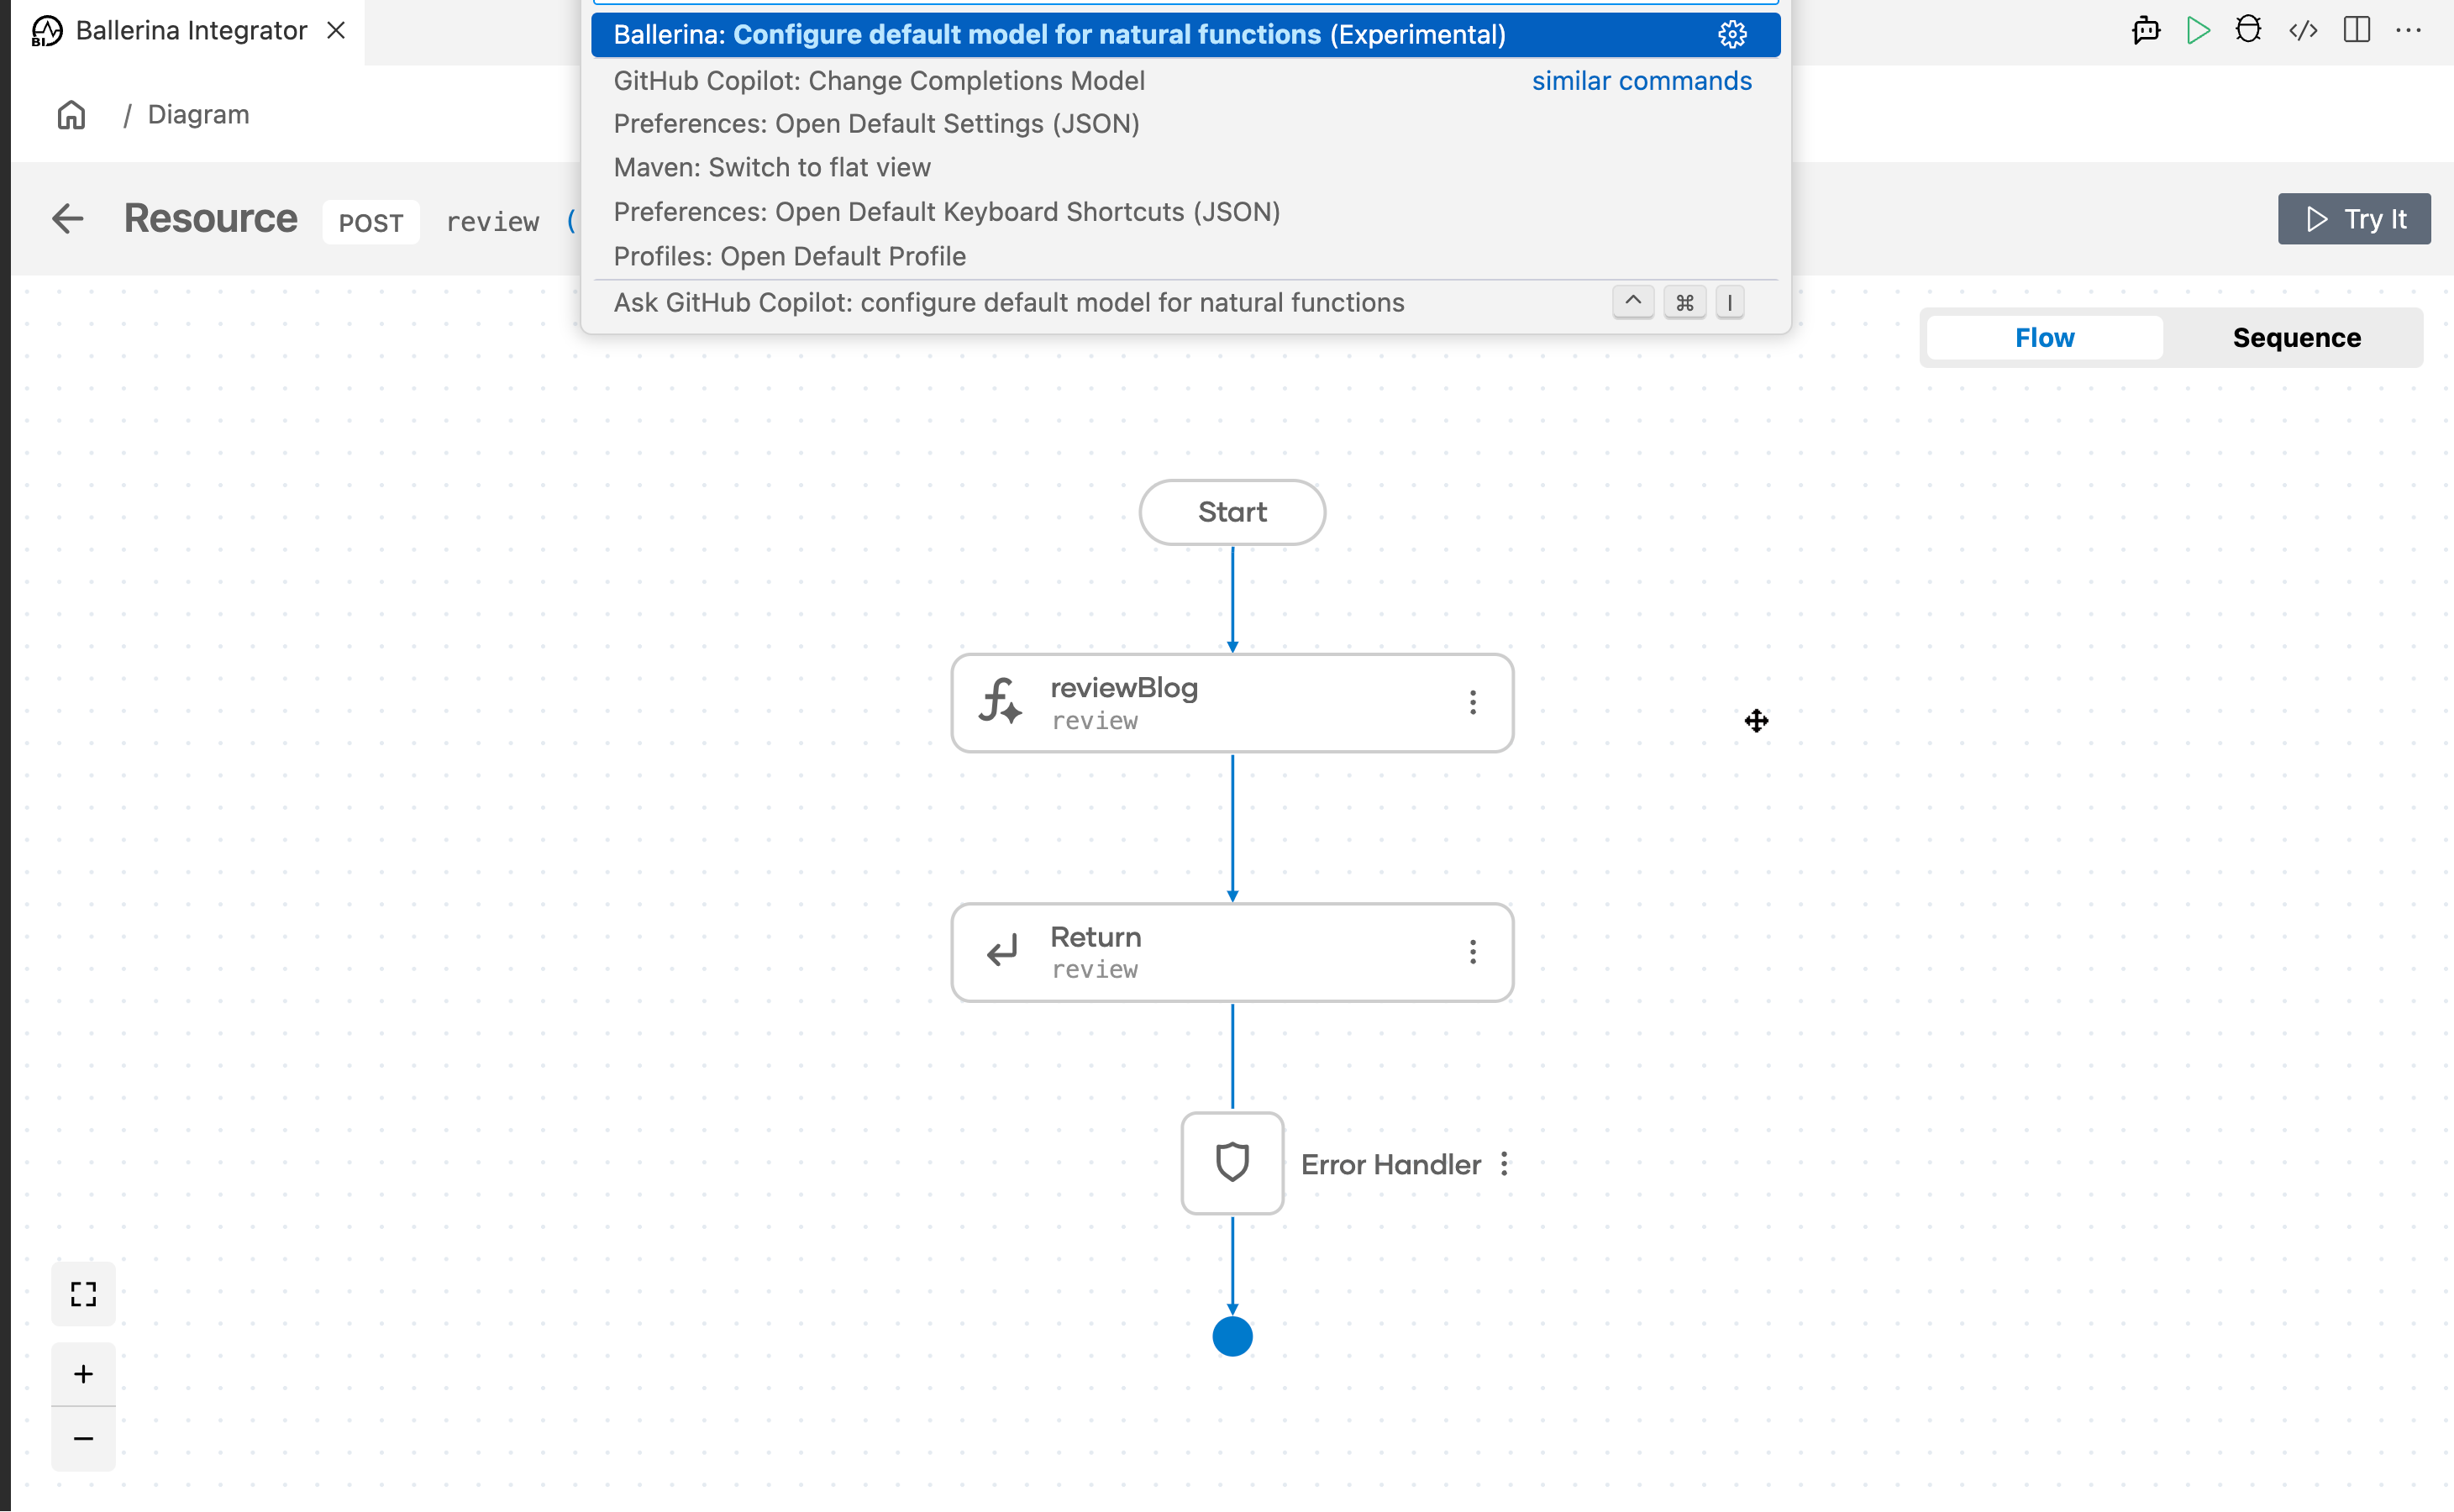 Ballerina Integrator
BI
Ballerina: Configure default model for natural functions (Experimental)
GitHub Copilot: Change Completions Model
similar commands
Preferences: Open Default Settings (JSON)
Maven: Switch to flat view
Preferences: Open Default Keyboard Shortcuts (JSON)
Profiles: Open Default Profile
Ask GitHub Copilot: configure default model for natural functions
^ ⌘ I
/ Diagram
Resource POST review (
Try It
Flow
Sequence
Start
reviewBlog
review
Return
review
Error Handler